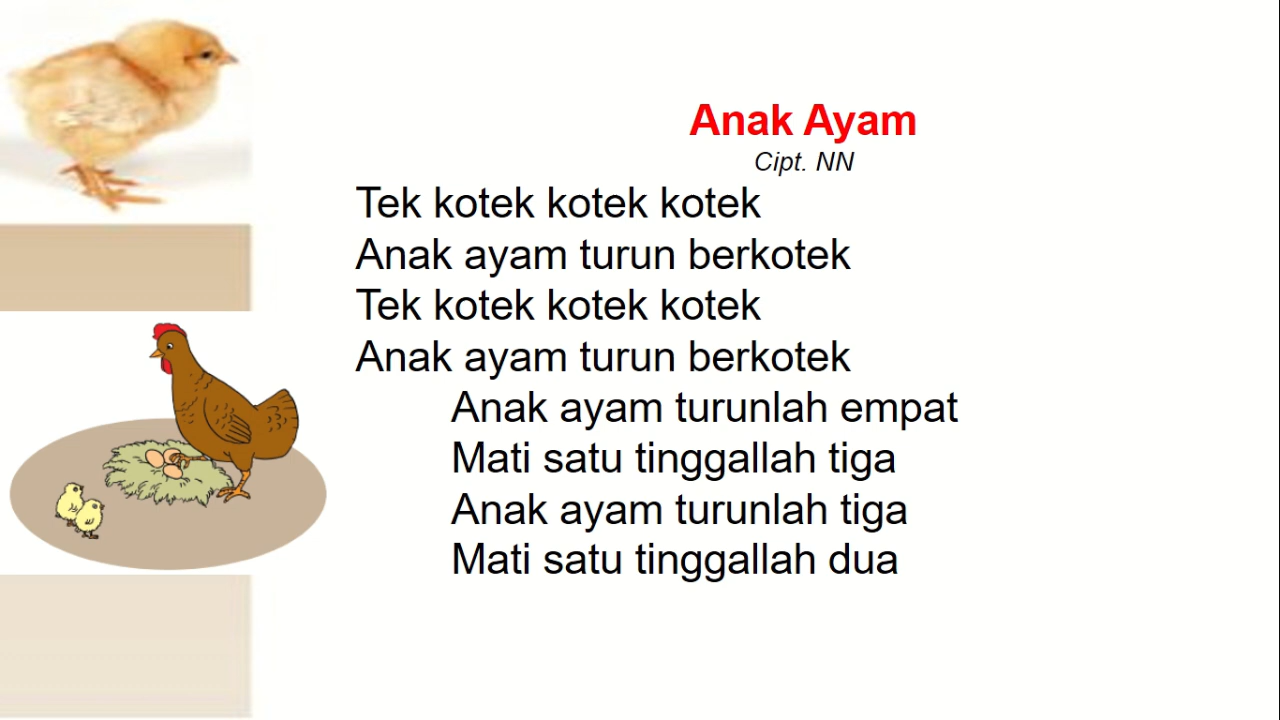 Anak Ayam
Cipt. NN
Tek kotek kotek kotek
Anak ayam turun berkotek
Tek kotek kotek kotek
Anak ayam turun berkotek
Anak ayam turunlah empat
Mati satu tinggallah tiga
Anak ayam turunlah tiga
Mati satu tinggallah dua